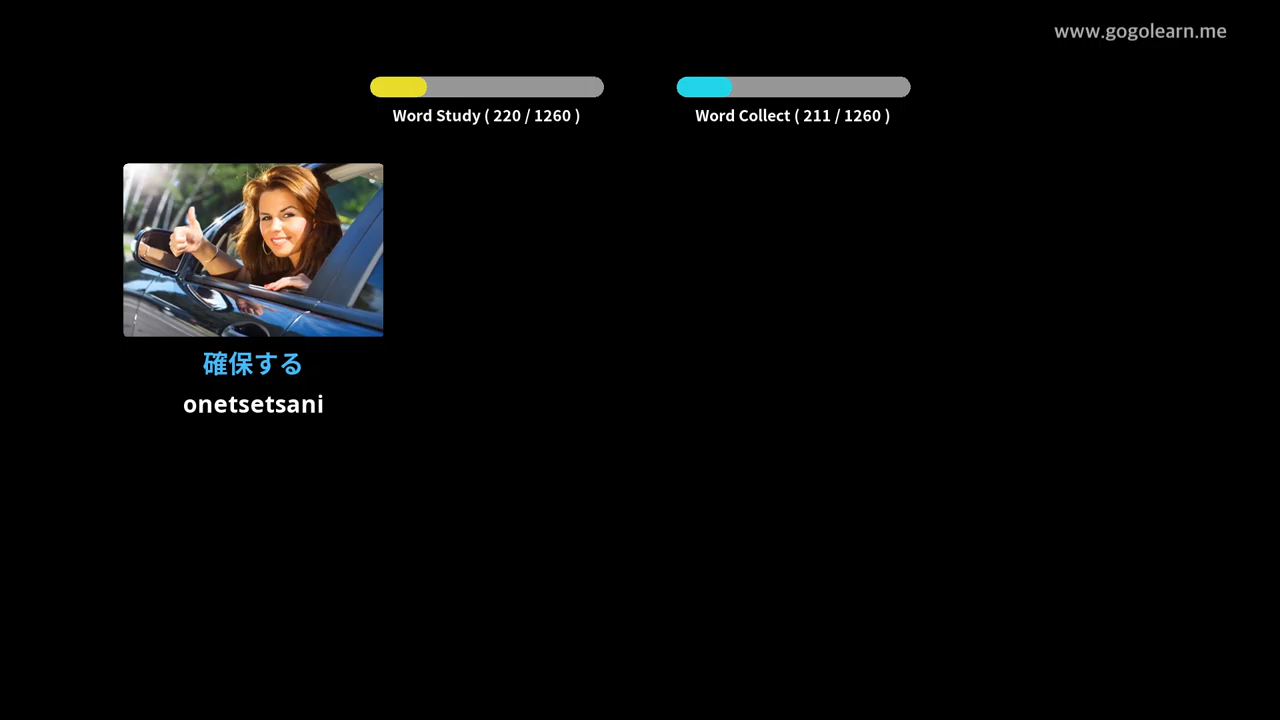 www.gogolearn.me
Word Study ( 220 / 1260 )
Word Collect ( 211 / 1260 )
確保する
onetsetsani